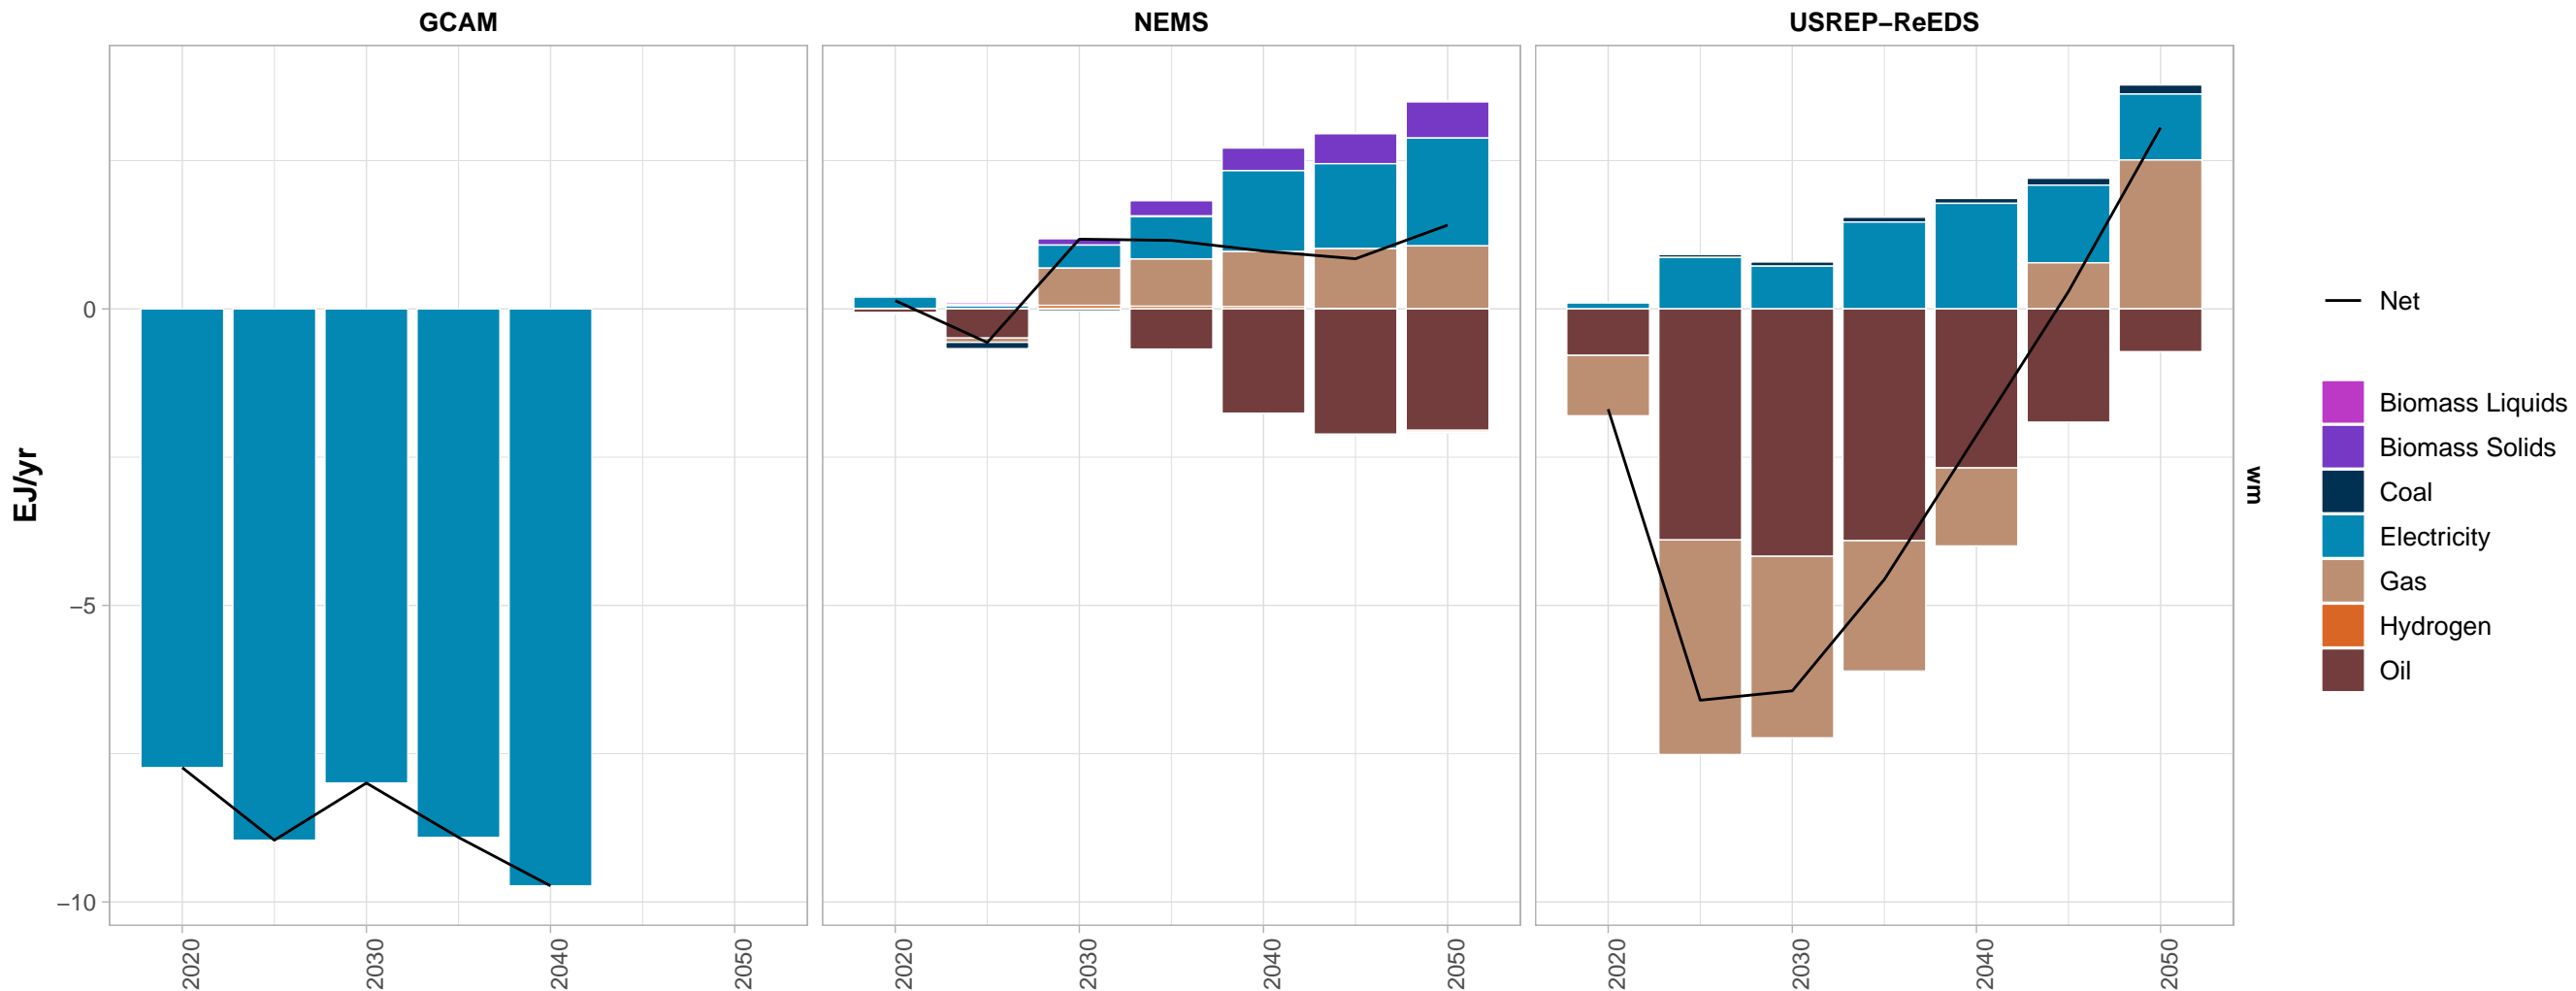 GCAM
NEMS
USREP−ReEDS
EJ/yr
0
−5
−10
2020
2030
2040
2050
2020
2030
2040
2050
2020
2030
2040
2050
wm
Net
Biomass Liquids
Biomass Solids
Coal
Electricity
Gas
Hydrogen
Oil